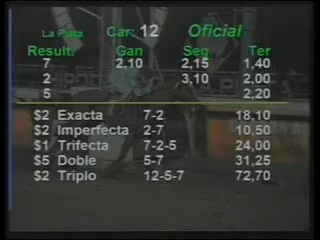 La Plata Car: 12 Oficial
Result. Gan Seg Ter
7 2,10 2,15 1,40
2 3,10 2,00
5 2,20
$2 Exacta 7-2 18,10
$2 Imperfecta 2-7 10,50
$1 Trifecta 7-2-5 24,00
$5 Doble 5-7 31,25
$2 Triplo 12-5-7 72,70